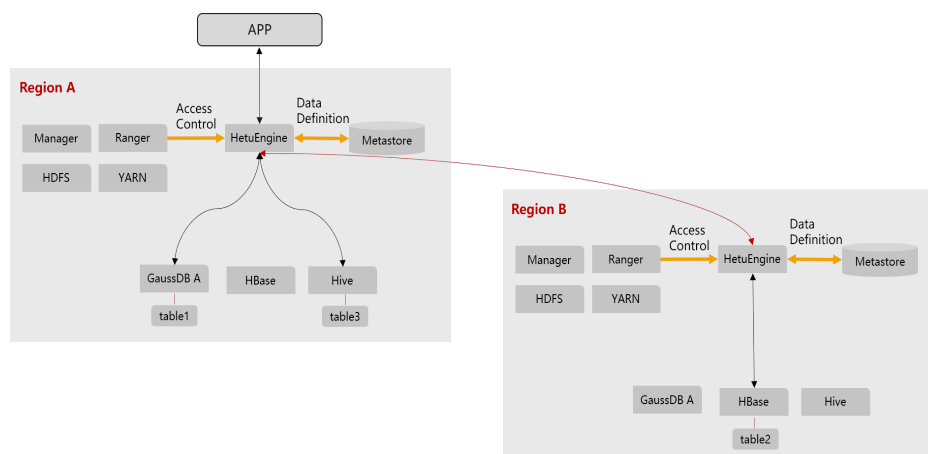 APP
Region A
Access
Control
Data
Definition
Manager
Ranger
HetuEngine
Metastore
HDFS
YARN
GaussDB A
HBase
Hive
table1
table3
Region B
Access
Control
Data
Definition
Manager
Ranger
HetuEngine
Metastore
HDFS
YARN
GaussDB A
HBase
Hive
table2